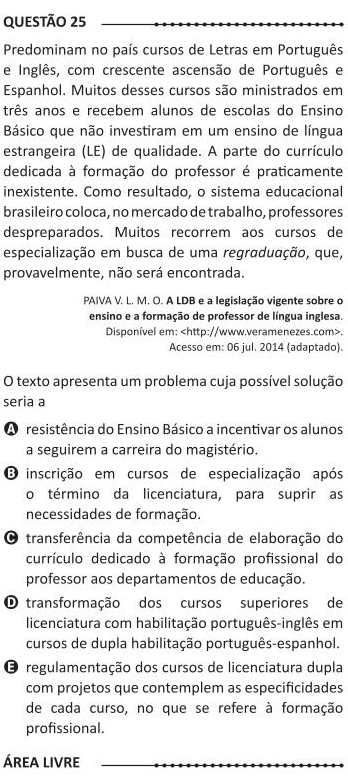 QUESTÃO 25
Predominam no país cursos de Letras em Português
e Inglês, com crescente ascensão de Português e
Espanhol. Muitos desses cursos são ministrados em
três anos e recebem alunos de escolas do Ensino
Básico que não investiram em um ensino de língua
estrangeira (LE) de qualidade. A parte do currículo
dedicada à formação do professor é praticamente
inexistente. Como resultado, o sistema educacional
brasileiro coloca, no mercado de trabalho, professores
despreparados. Muitos recorrem aos cursos de
especialização em busca de uma regraduação, que,
provavelmente, não será encontrada.
PAIVA V. L. M. O. A LDB e a legislação vigente sobre o
ensino e a formação de professor de língua inglesa.
Disponível em: <http://www.veramenezes.com>.
Acesso em: 06 jul. 2014 (adaptado).
O texto apresenta um problema cuja possível solução
seria a
A resistência do Ensino Básico a incentivar os alunos
a seguirem a carreira do magistério.
B inscrição em cursos de especialização após
o término da licenciatura, para suprir as
necessidades de formação.
C transferência da competência de elaboração do
currículo dedicado à formação profissional do
professor aos departamentos de educação.
D transformação dos cursos superiores de
licenciatura com habilitação português-inglês em
cursos de dupla habilitação português-espanhol.
E regulamentação dos cursos de licenciatura dupla
com projetos que contemplem as especificidades
de cada curso, no que se refere à formação
profissional.
ÁREA LIVRE